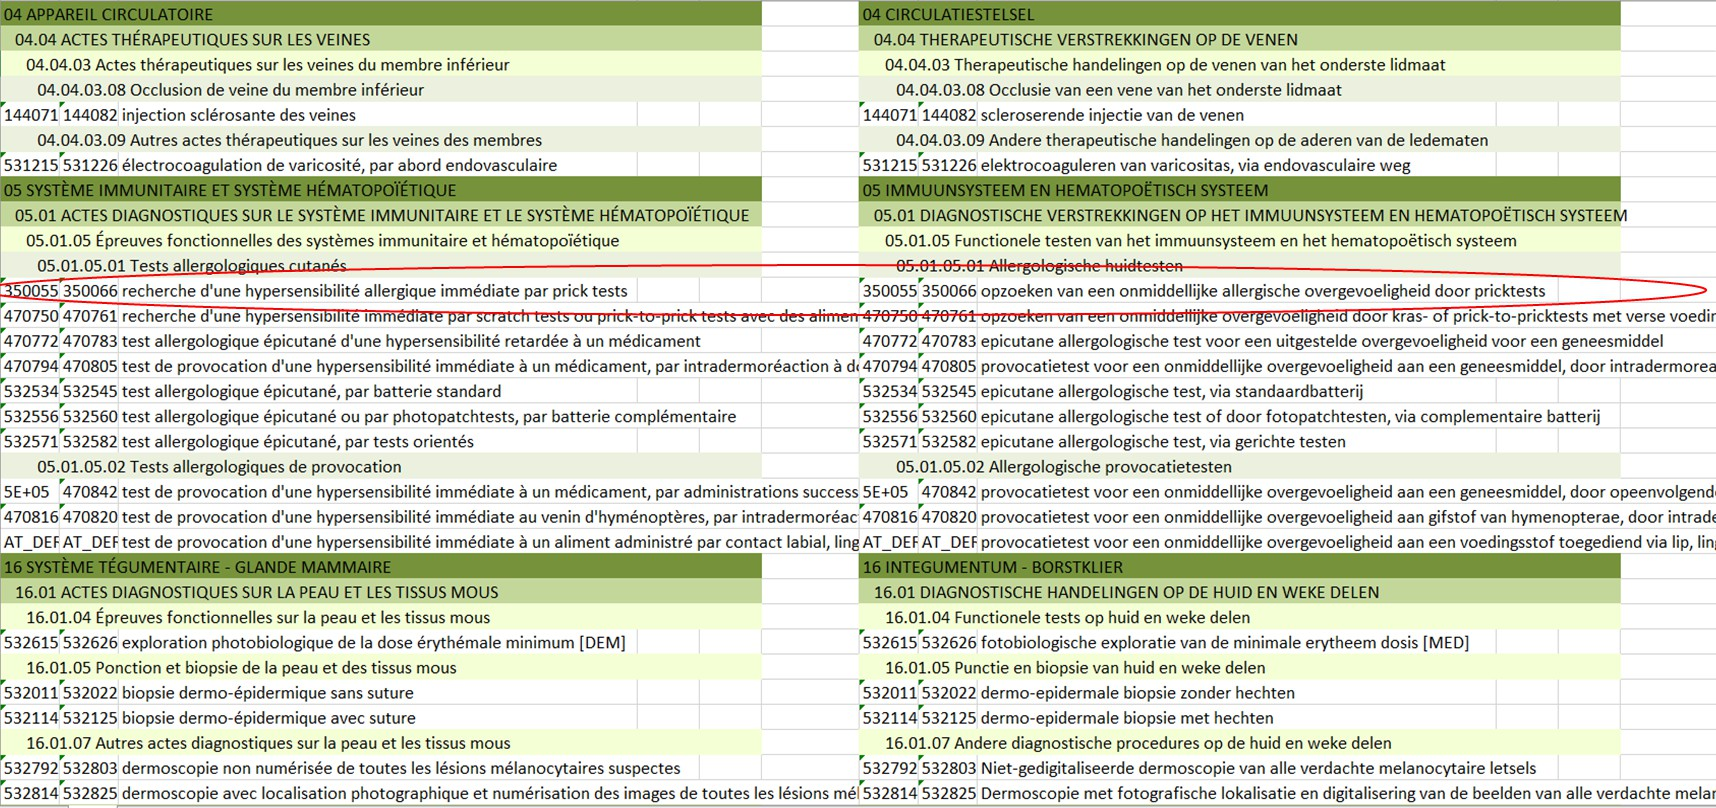 04 APPAREIL CIRCULATOIRE 04 CIRCULATIESTELSEL
04.04 ACTES THÉRAPEUTIQUES SUR LES VEINES 04.04 THERAPEUTISCHE VERSTREKKINGEN OP DE VENEN
04.04.03 Actes thérapeutiques sur les veines du membre inférieur 04.04.03 Therapeutische handelingen op de venen van het onderste lidmaat
04.04.03.08 Occlusion de veine du membre inférieur 04.04.03.08 Occlusie van een vene van het onderste lidmaat
144071 144082 injection sclérosante des veines 144071 144082 scleroserende injectie van de venen
04.04.03.09 Autres actes thérapeutiques sur les veines des membres 04.04.03.09 Andere therapeutische handelingen op de aderen van de ledematen
531215 531226 électrocoagulation de varicosité, par abord endovasculaire 531215 531226 elektrocoaguleren van varicositas, via endovasculaire weg
05 SYSTÈME IMMUNITAIRE ET SYSTÈME HÉMATOPOÏÉTIQUE 05 IMMUUNSYSTEEM EN HEMATOPOËTISCH SYSTEEM
05.01 ACTES DIAGNOSTIQUES SUR LE SYSTÈME IMMUNITAIRE ET LE SYSTÈME HÉMATOPOÏÉTIQUE 05.01 DIAGNOSTISCHE VERSTREKKINGEN OP HET IMMUUNSYSTEEM EN HEMATOPOËTISCH SYSTEEM
05.01.05 Épreuves fonctionnelles des systèmes immunitaire et hématopoïétique 05.01.05 Functionele testen van het immuunsysteem en het hematopoëtisch systeem
05.01.05.01 Tests allergologiques cutanés 05.01.05.01 Allergologische huidtesten
350055 350066 recherche d'une hypersensibilité allergique immédiate par prick tests 350055 350066 opzoeken van een onmiddellijke allergische overgevoeligheid door pricktests
470750 470761 recherche d'une hypersensibilité immédiate par scratch tests ou prick-to-prick tests avec des alimen 470750 470761 opzoeken van een onmiddellijke overgevoeligheid door kras- of prick-to-pricktests met verse voedin
470772 470783 test allergologique épicutané d'une hypersensibilité retardée à un médicament 470772 470783 epicutane allergologische test voor een uitgestelde overgevoeligheid voor een geneesmiddel
470794 470805 test de provocation d'une hypersensibilité immédiate à un médicament, par intradermoréaction à d 470794 470805 provocatietest voor een onmiddellijke overgevoeligheid aan een geneesmiddel, door intradermorea
532534 532545 test allergologique épicutané, par batterie standard 532534 532545 epicutane allergologische test, via standaardbatterij
532556 532560 test allergologique épicutané ou par photopatchtests, par batterie complémentaire 532556 532560 epicutane allergologische test of door fotopatchtesten, via complementaire batterij
532571 532582 test allergologique épicutané, par tests orientés 532571 532582 epicutane allergologische test, via gerichte testen
05.01.05.02 Tests allergologiques de provocation 05.01.05.02 Allergologische provocatietesten
5E+05 470842 test de provocation d'une hypersensibilité immédiate à un médicament, par administrations success 5E+05 470842 provocatietest voor een onmiddellijke overgevoeligheid aan een geneesmiddel, door opeenvolgend
470816 470820 test de provocation d'une hypersensibilité immédiate au venin d'hyménoptères, par intradermoréac 470816 470820 provocatietest voor een onmiddellijke overgevoeligheid aan gifstof van hymenopterae, door intrade
AT_DEF AT_DEF test de provocation d'une hypersensibilité immédiate à un aliment administré par contact labial, ling AT_DEF AT_DEF provocatietest voor een onmiddellijke overgevoeligheid aan een voedingsstof toegediend via lip, lin
16 SYSTÈME TÉGUMENTAIRE - GLANDE MAMMAIRE 16 INTEGUMENTUM - BORSTKLIER
16.01 ACTES DIAGNOSTIQUES SUR LA PEAU ET LES TISSUS MOUS 16.01 DIAGNOSTISCHE HANDELINGEN OP DE HUID EN WEKE DELEN
16.01.04 Épreuves fonctionnelles sur la peau et les tissus mous 16.01.04 Functionele tests op huid en weke delen
532615 532626 exploration photobiologique de la dose érythémale minimum [DEM] 532615 532626 fotobiologische exploratie van de minimale erytheem dosis [MED]
16.01.05 Ponction et biopsie de la peau et des tissus mous 16.01.05 Punctie en biopsie van huid en weke delen
532011 532022 biopsie dermo-épidermique sans suture 532011 532022 dermo-epidermale biopsie zonder hechten
532114 532125 biopsie dermo-épidermique avec suture 532114 532125 dermo-epidermale biopsie met hechten
16.01.07 Autres actes diagnostiques sur la peau et les tissus mous 16.01.07 Andere diagnostische procedures op de huid en weke delen
532792 532803 dermoscopie non numérisée de toutes les lésions mélanocytaires suspectes 532792 532803 Niet-gedigitaliseerde dermoscopie van alle verdachte melanocytaire letsels
532814 532825 dermoscopie avec localisation photographique et numérisation des images de toutes les lésions mél 532814 532825 Dermoscopie met fotografische lokalisatie en digitalisering van de beelden van alle verdachte melan